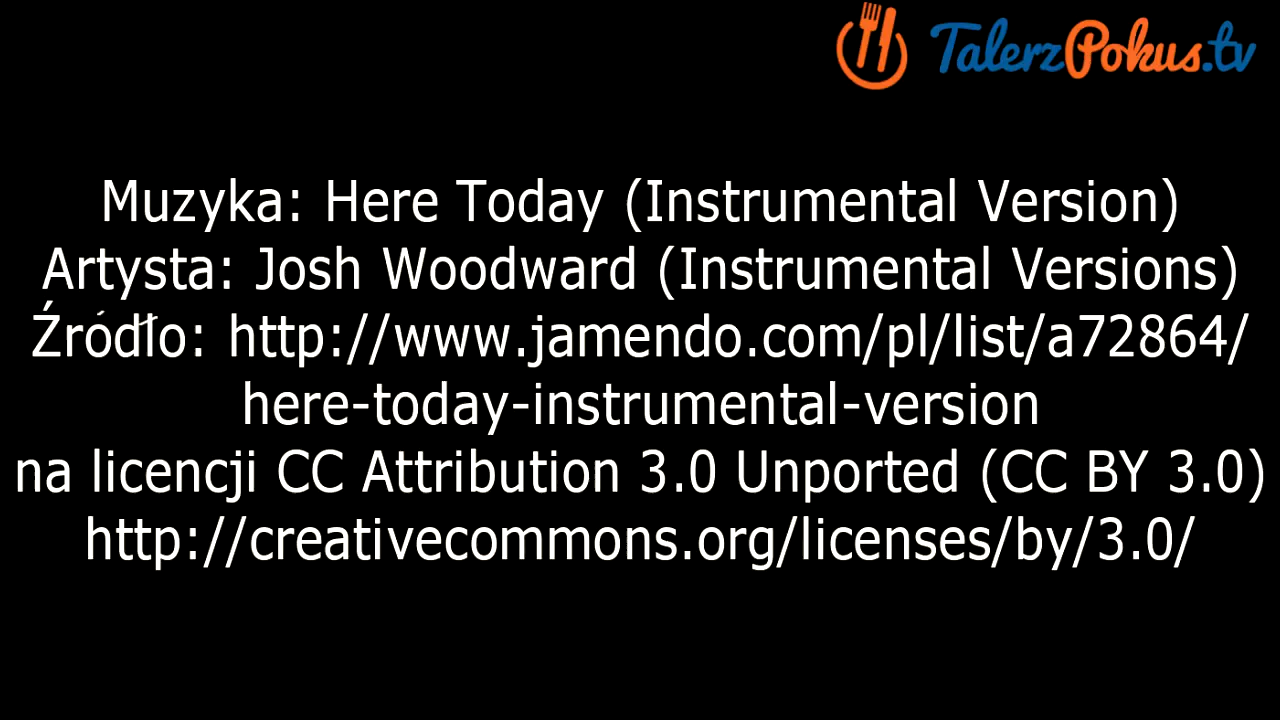 TalerzPokus.tv
Muzyka: Here Today (Instrumental Version)
Artysta: Josh Woodward (Instrumental Versions)
Źródło: http://www.jamendo.com/pl/list/a72864/
here-today-instrumental-version
na licencji CC Attribution 3.0 Unported (CC BY 3.0)
http://creativecommons.org/licenses/by/3.0/